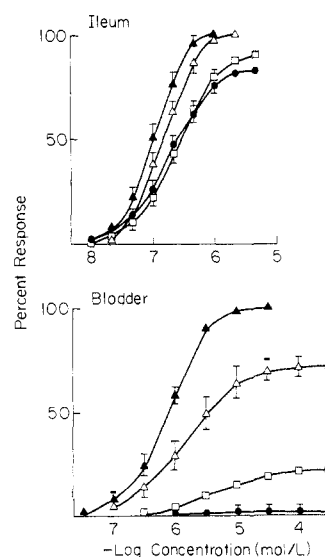 Ileum
100
50
8 7 6 5
Percent Response
Bladder
100
50
7 6 5 4
-Log Concentration (mol/L)